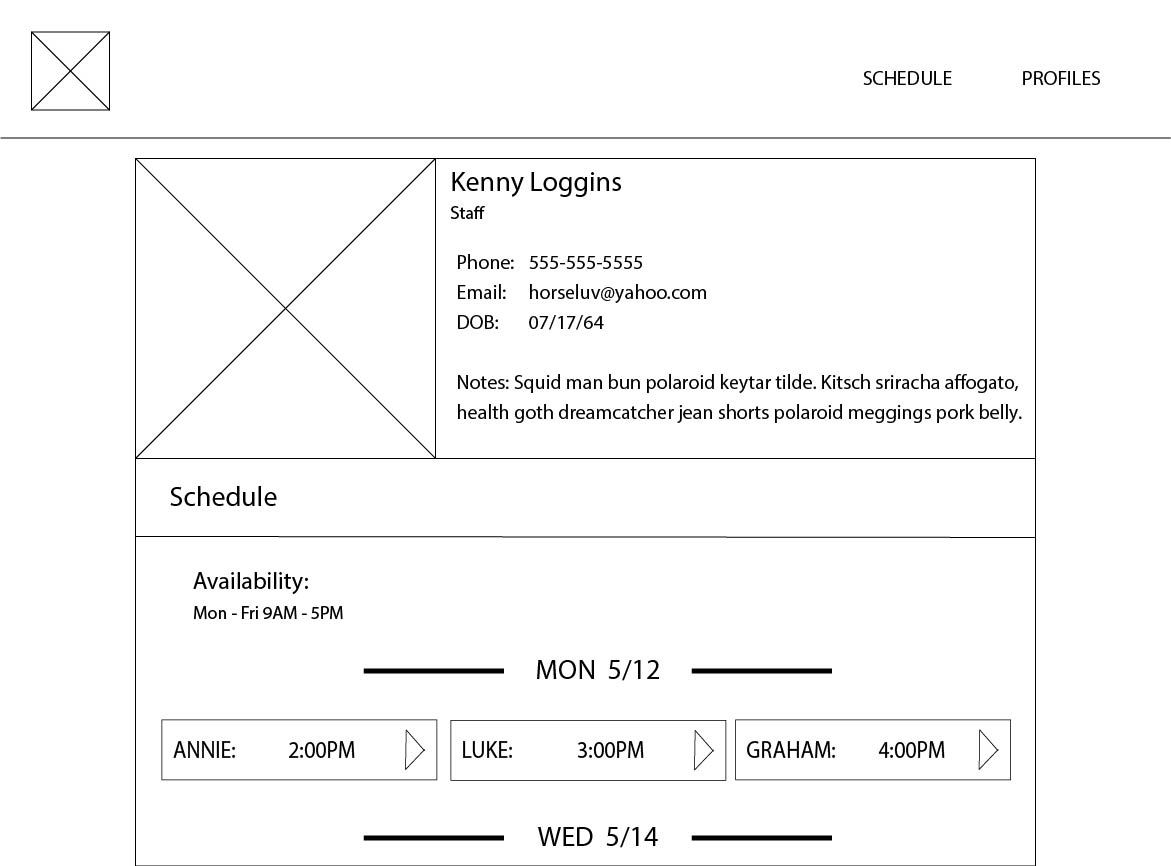 SCHEDULE PROFILES
Kenny Loggins
Staff
Phone: 555-555-5555
Email: horseluv@yahoo.com
DOB: 07/17/64
Notes: Squid man bun polaroid keytar tilde. Kitsch sriracha affogato,
health goth dreamcatcher jean shorts polaroid meggings pork belly.
Schedule
Availability:
Mon - Fri 9AM - 5PM
MON 5/12
ANNIE: 2:00PM LUKE: 3:00PM GRAHAM: 4:00PM
WED 5/14